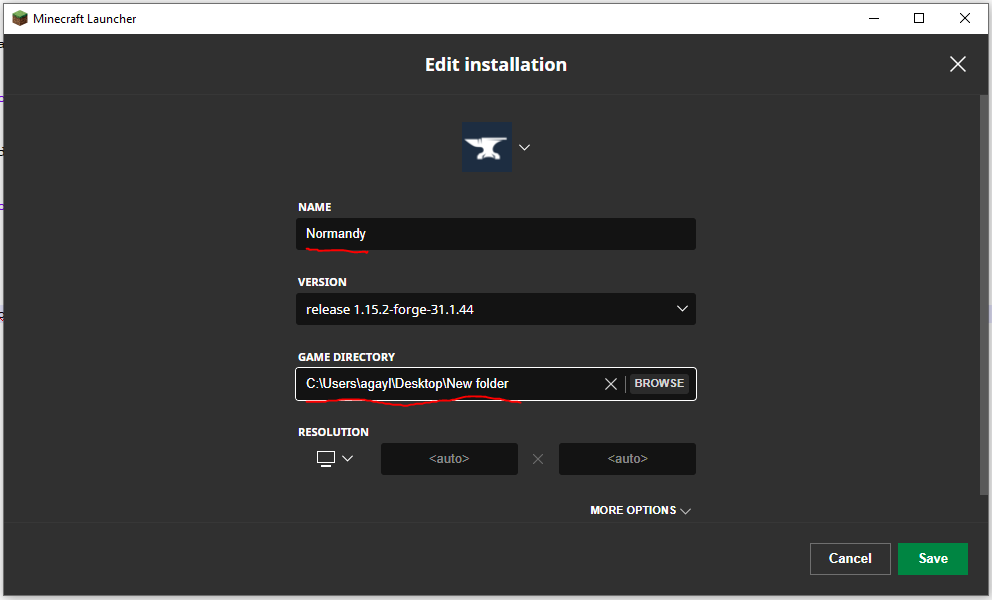 Minecraft Launcher
Edit installation
NAME
Normandy
VERSION
release 1.15.2-forge-31.1.44
GAME DIRECTORY
C:\Users\agayl\Desktop\New folder
BROWSE
RESOLUTION
<auto> <auto>
MORE OPTIONS
Cancel Save